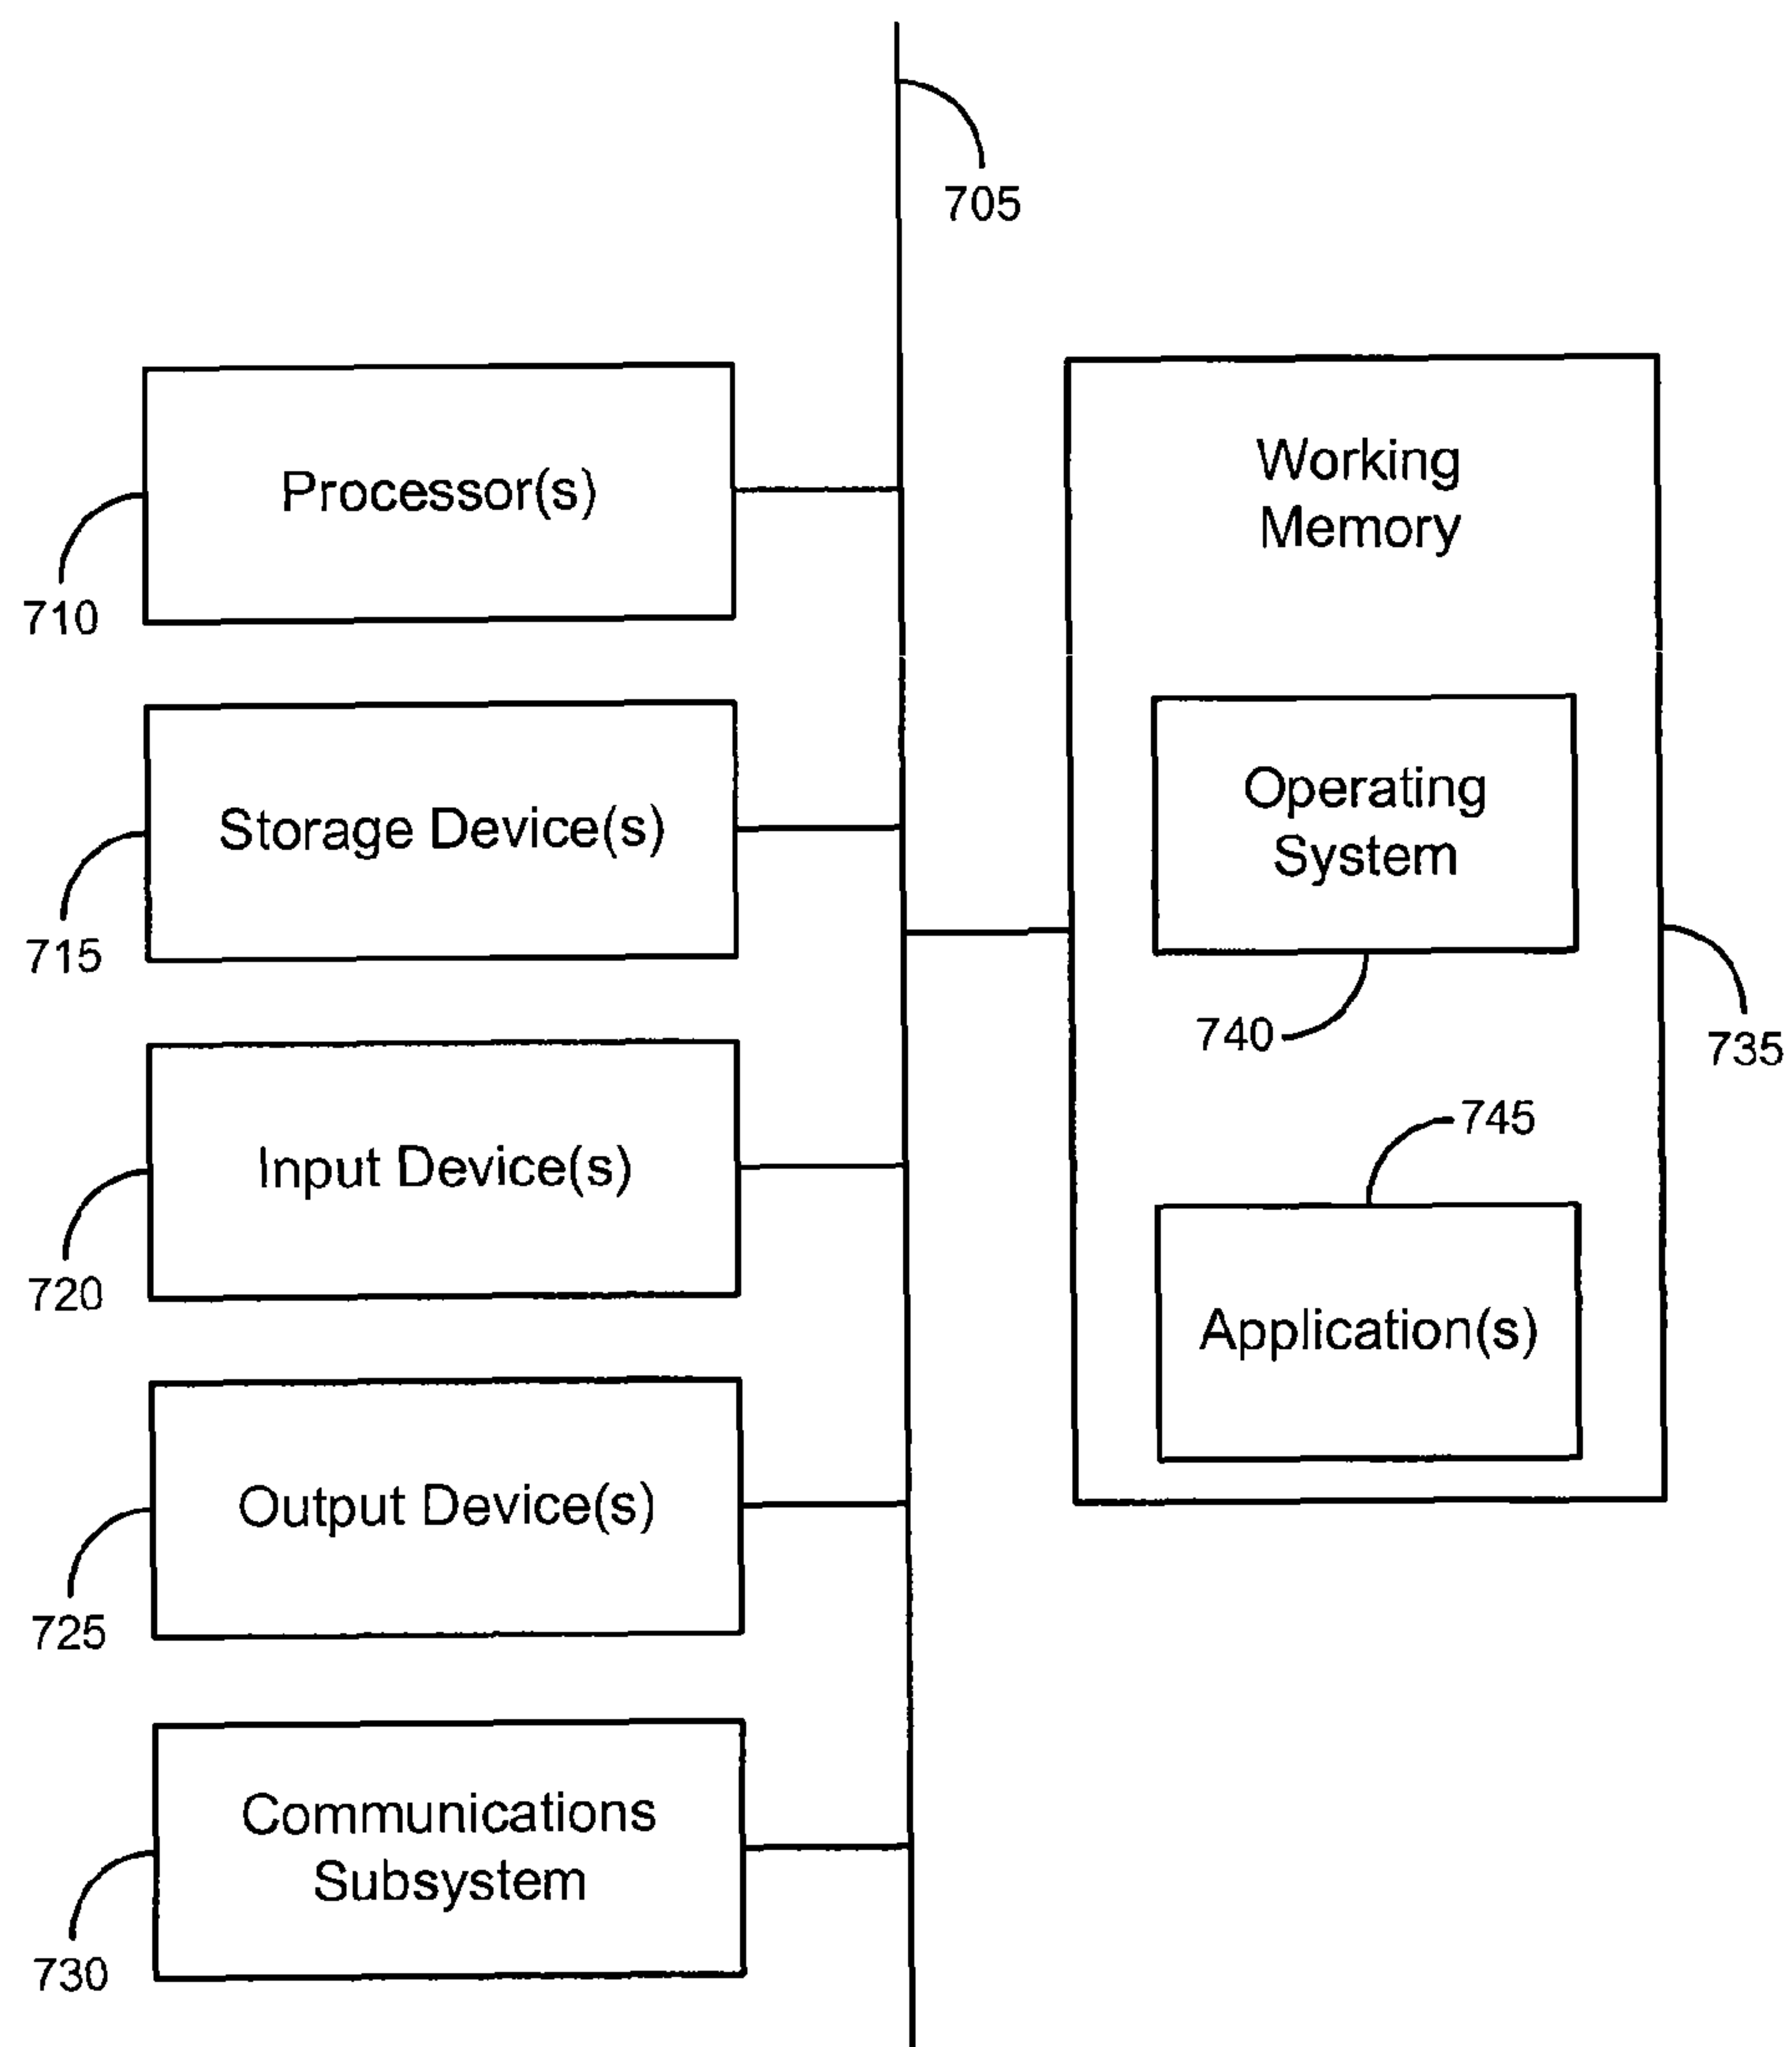 705
Processor(s)
710
Storage Device(s)
715
Input Device(s)
720
Output Device(s)
725
Communications
Subsystem
730
Working
Memory
Operating
System
740
735
745
Application(s)